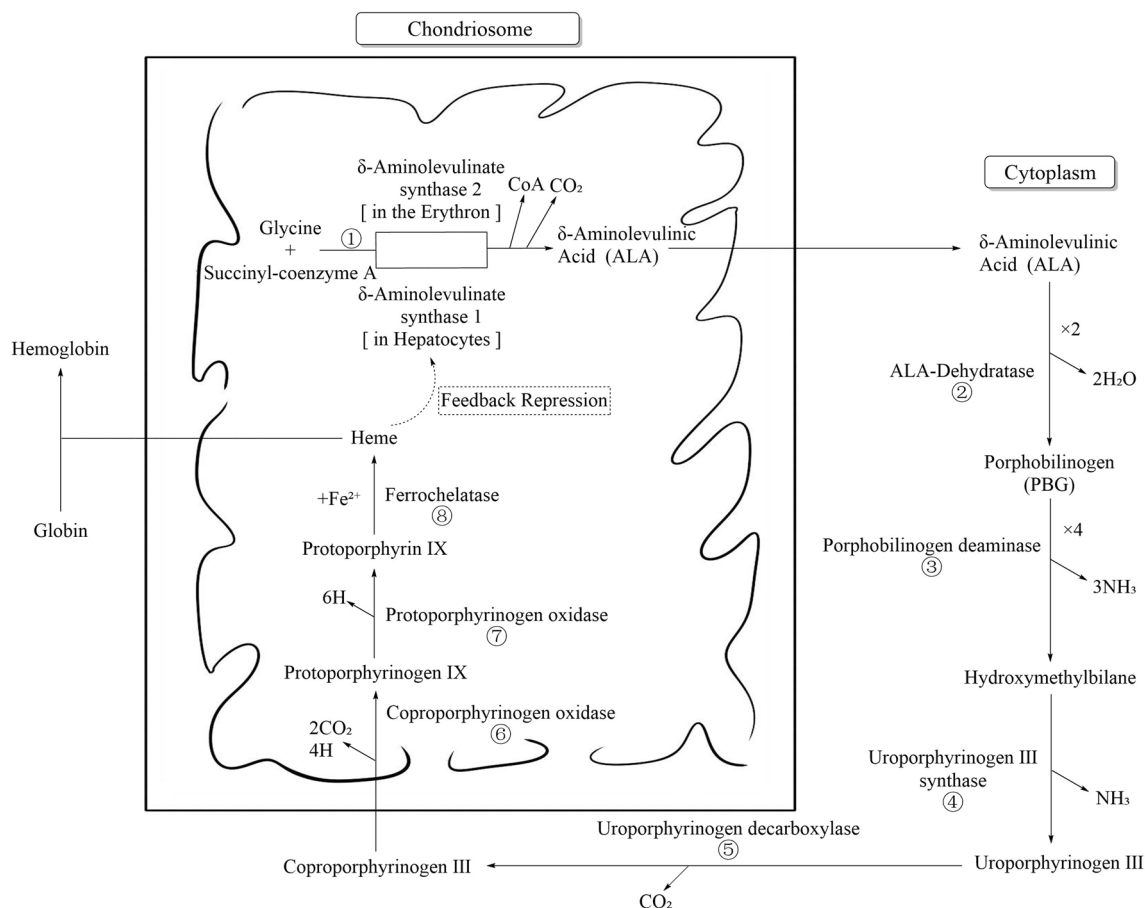 Chondriosome
Cytoplasm
δ-Aminolevulinate
synthase 2
[ in the Erythron ]
CoA
CO₂
Glycine
+
Succinyl-coenzyme A
①
δ-Aminolevulinic
Acid (ALA)
δ-Aminolevulinate
synthase 1
[ in Hepatocytes ]
Feedback Repression
δ-Aminolevulinic
Acid (ALA)
×2
ALA-Dehydratase
②
2H₂O
Porphobilinogen
(PBG)
×4
Porphobilinogen deaminase
③
3NH₃
Hydroxymethylbilane
Uroporphyrinogen III
synthase
④
NH₃
Uroporphyrinogen III
Uroporphyrinogen decarboxylase
⑤
CO₂
Coproporphyrinogen III
2CO₂
4H
Coproporphyrinogen oxidase
⑥
Protoporphyrinogen IX
6H
Protoporphyrinogen oxidase
⑦
Protoporphyrin IX
+Fe²⁺
Ferrochelatase
⑧
Heme
Hemoglobin
Globin